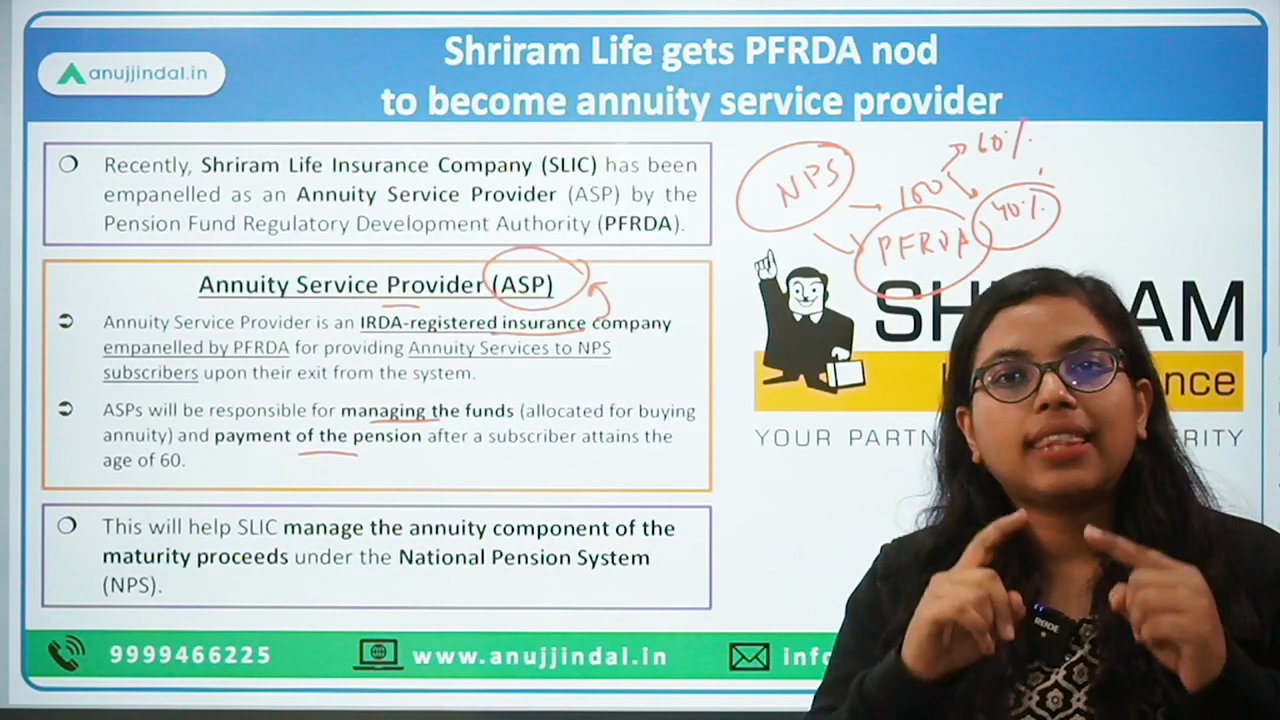 Shriram Life gets PFRDA nod
to become annuity service provider
anujjindal.in
Recently, Shriram Life Insurance Company (SLIC) has been
empanelled as an Annuity Service Provider (ASP) by the
Pension Fund Regulatory Development Authority (PFRDA).
Annuity Service Provider (ASP)
Annuity Service Provider is an IRDA-registered insurance company
empanelled by PFRDA for providing Annuity Services to NPS
subscribers upon their exit from the system.
ASPs will be responsible for managing the funds (allocated for buying
annuity) and payment of the pension after a subscriber attains the
age of 60.
This will help SLIC manage the annuity component of the
maturity proceeds under the National Pension System
(NPS).
NPS
100
60%
40%
PFRDA
SH AM
nce
YOUR PARTN RITY
RODE
9999466225
www.anujjindal.in
info